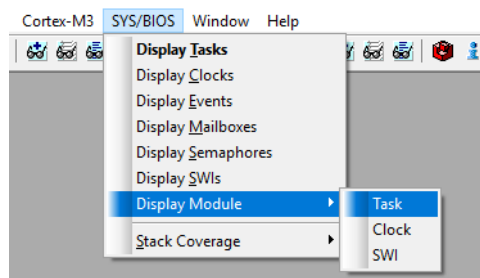 Cortex-M3 SYS/BIOS Window Help
Display Tasks
Display Clocks
Display Events
Display Mailboxes
Display Semaphores
Display SWIs
Display Module
Task
Clock
SWI
Stack Coverage